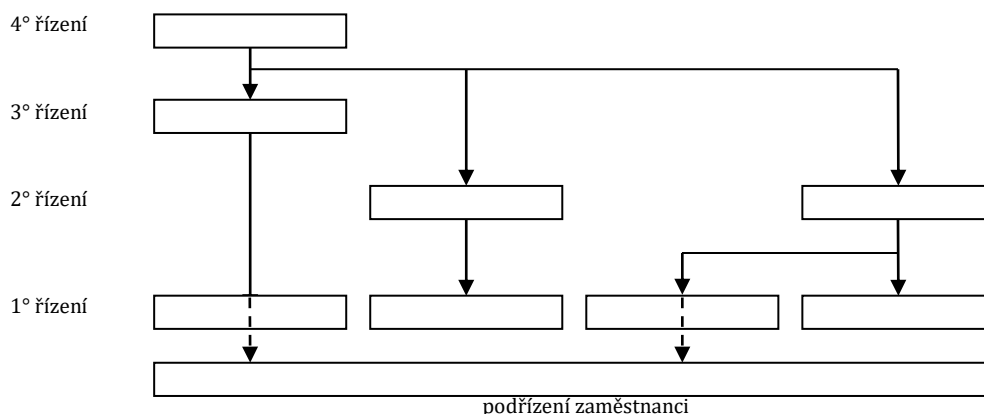 4° řízení
3° řízení
2° řízení
1° řízení
podřízení zaměstnanci